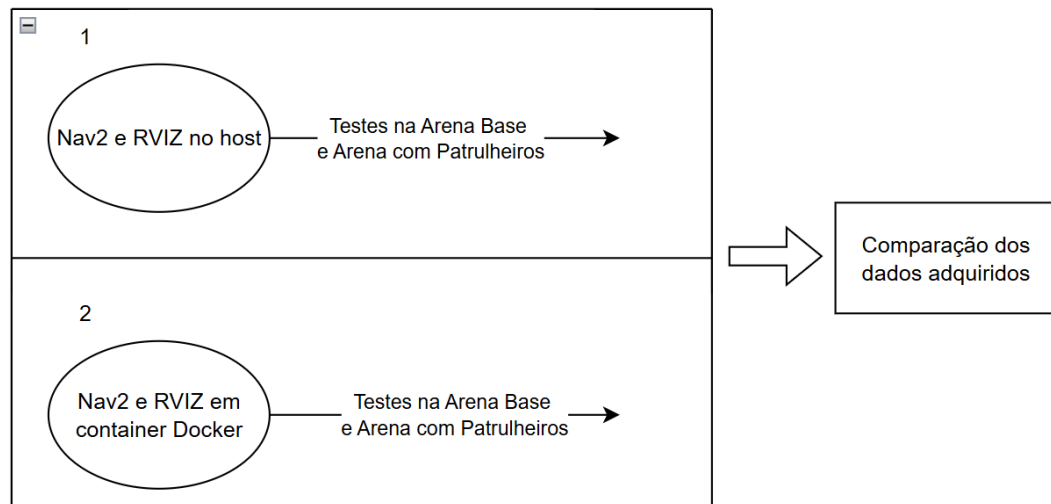 1
Nav2 e RVIZ no host
Testes na Arena Base
e Arena com Patrulheiros
2
Nav2 e RVIZ em
container Docker
Testes na Arena Base
e Arena com Patrulheiros
Comparação dos
dados adquiridos